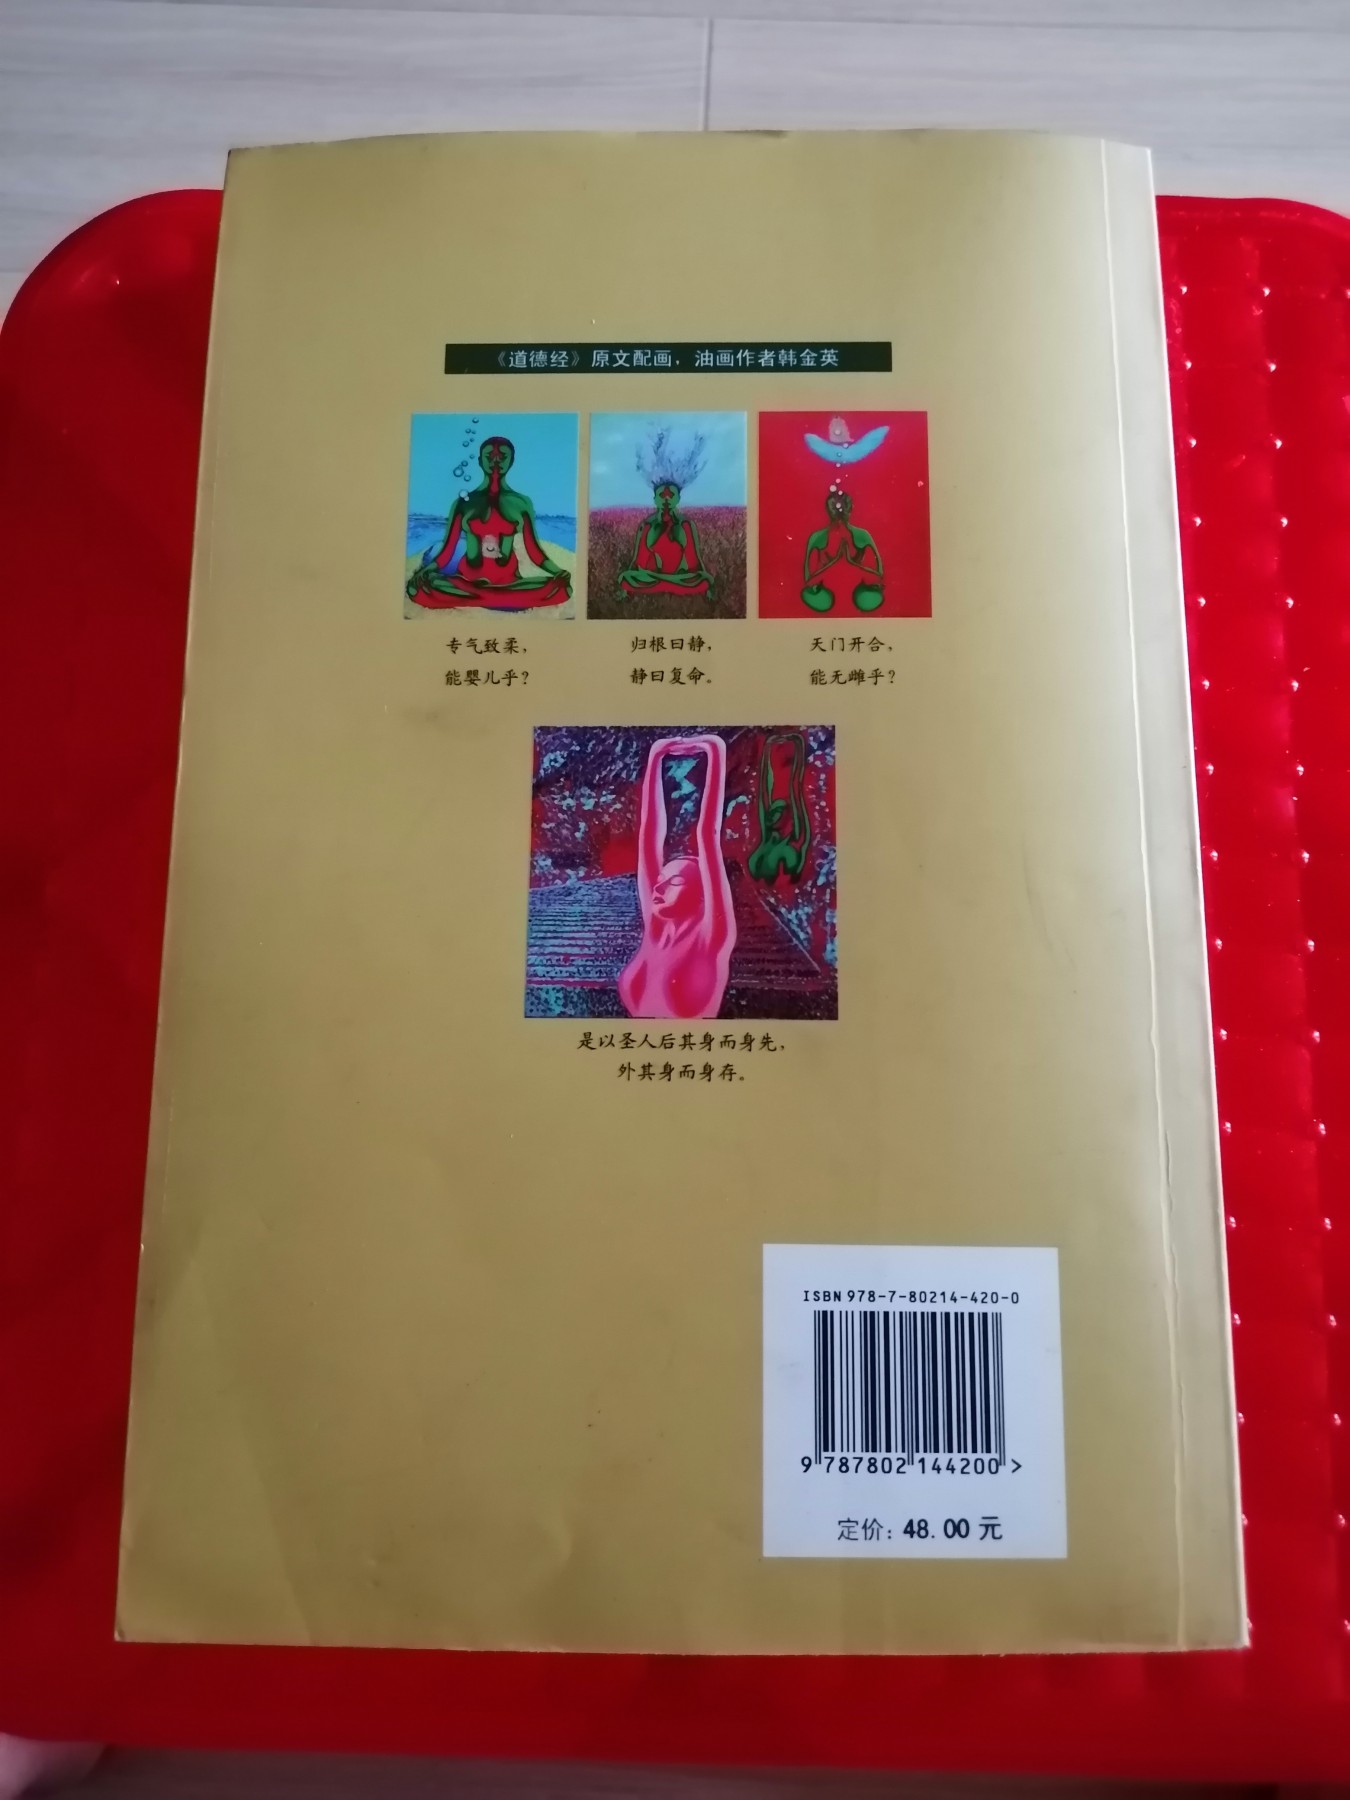 《道德经》原文配画，油画作者韩金英
专气致柔，
能婴儿乎？
归根曰静，
静曰复命。
天门开合，
能无雌乎？
是以圣人后其身而身先，
外其身而身存。
ISBN 978-7-80214-420-0
9 787802 144200 >
定价：48.00 元